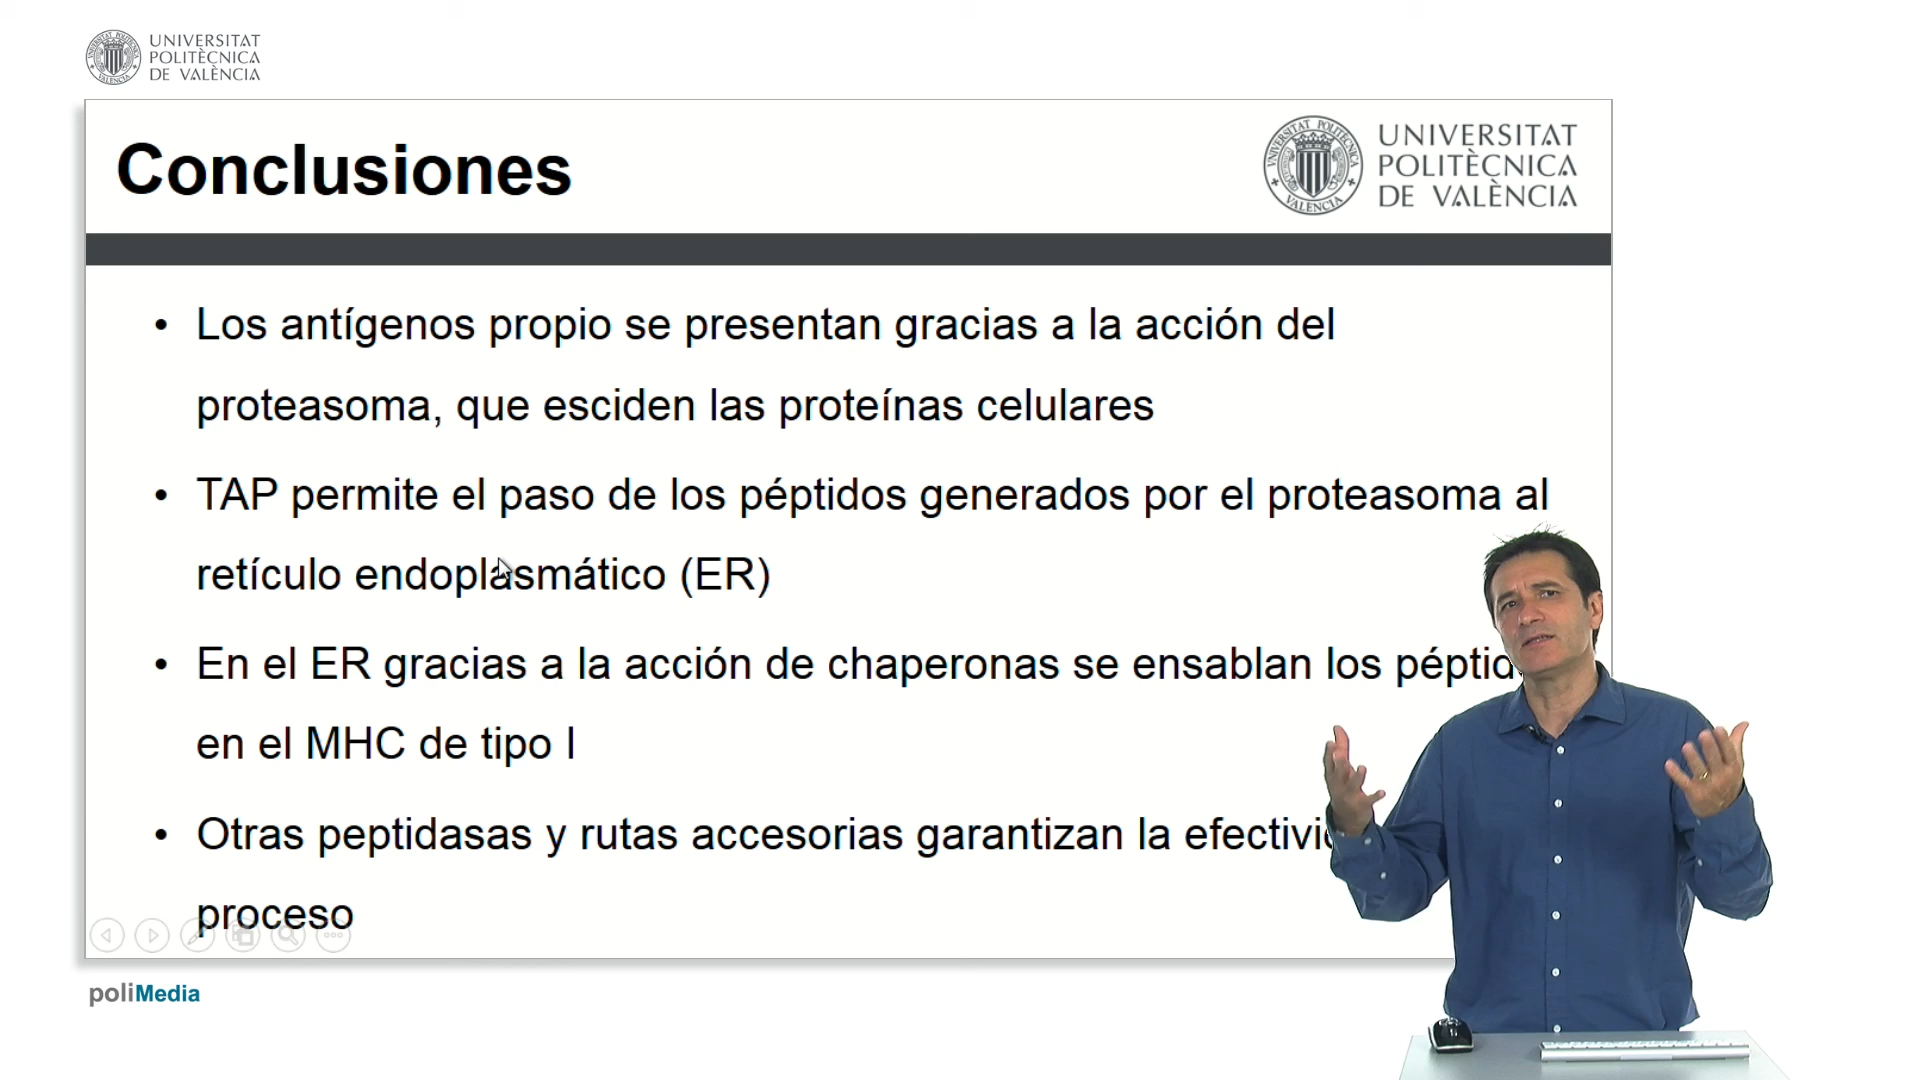 UNIVERSITAT
POLITÈCNICA
DE VALÈNCIA
Conclusiones
UNIVERSITAT
POLITÈCNICA
DE VALÈNCIA
• Los antígenos propio se presentan gracias a la acción del
proteasoma, que esciden las proteínas celulares
• TAP permite el paso de los péptidos generados por el proteasoma al
retículo endoplasmático (ER)
• En el ER gracias a la acción de chaperonas se ensablan los
en el MHC de tipo I
• Otras peptidasas y rutas accesorias garantizan la
proceso
poliMedia